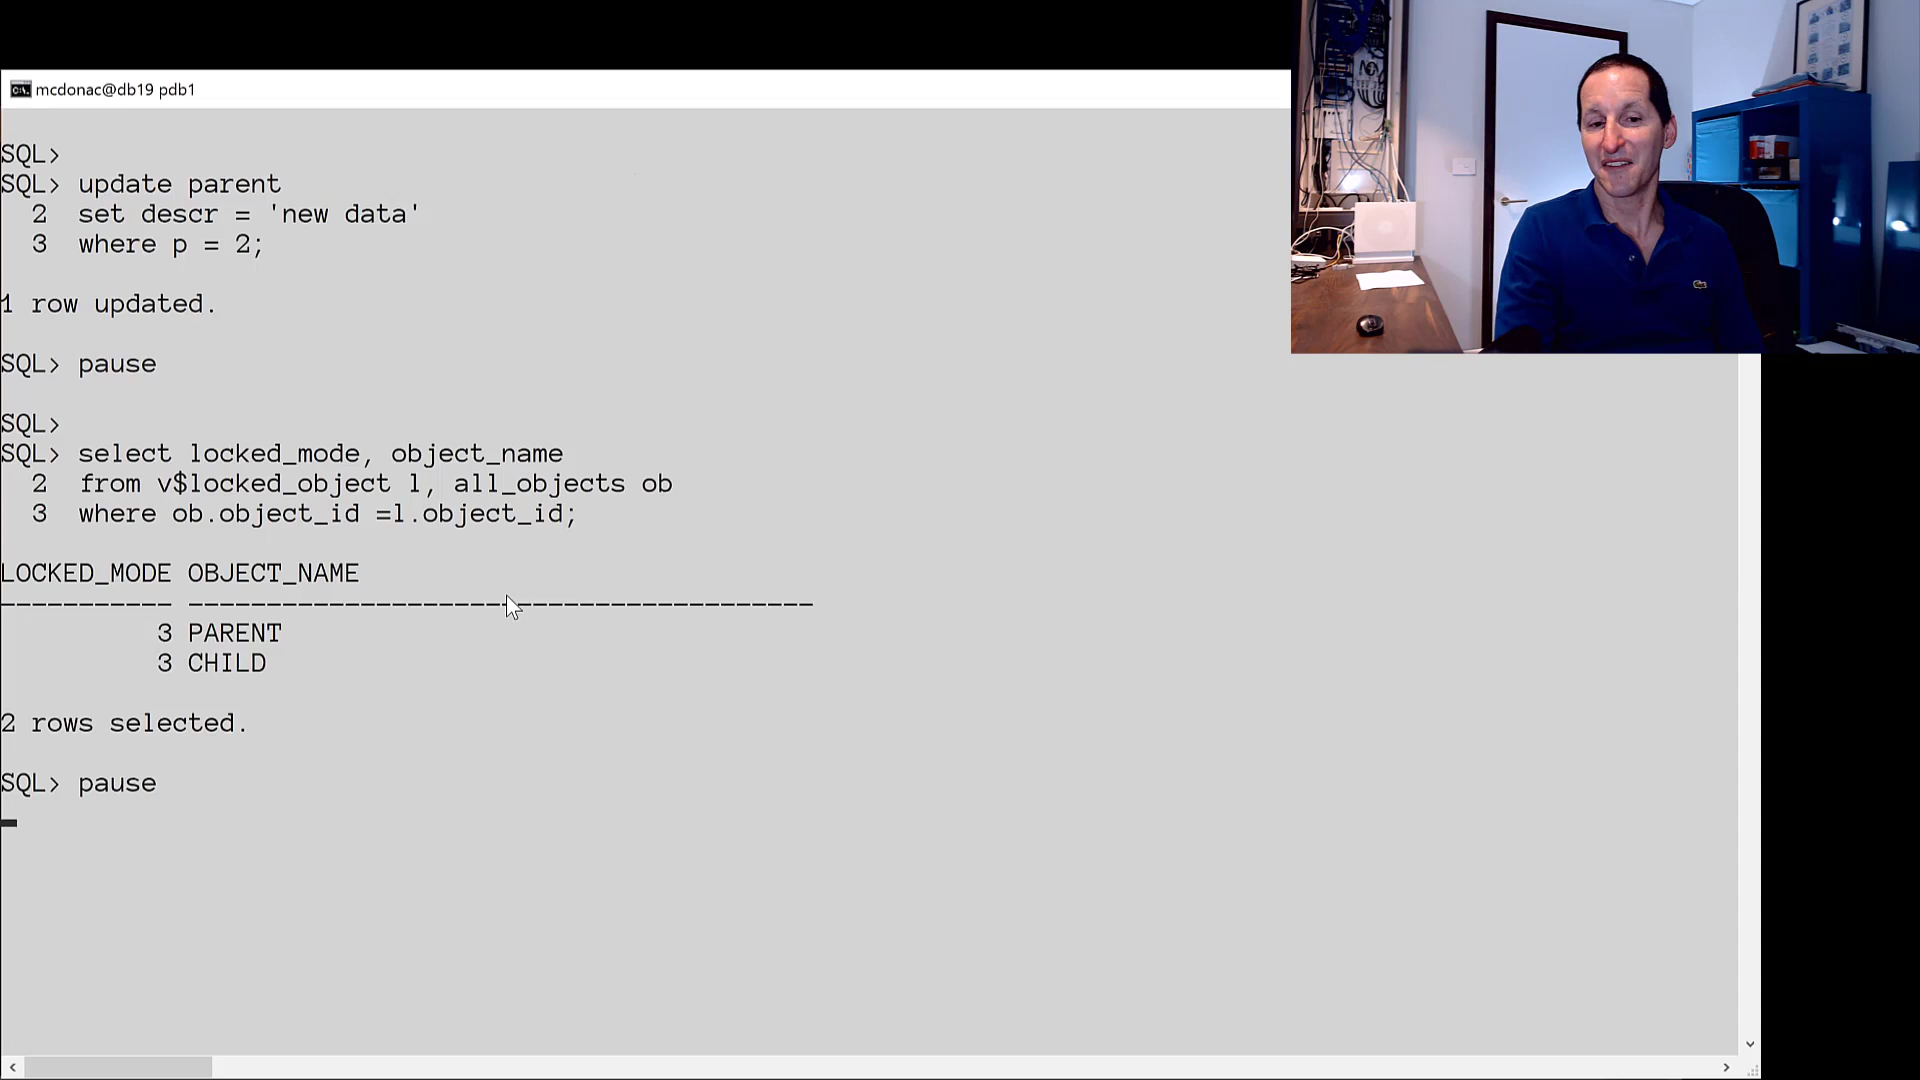 mcdonac@db19 pdb1
SQL>
SQL> update parent
2 set descr = 'new data'
3 where p = 2;
1 row updated.
SQL> pause
SQL>
SQL> select locked_mode, object_name
2 from v$locked_object l, all_objects ob
3 where ob.object_id =l.object_id;
LOCKED_MODE OBJECT_NAME
----------- ----------------------------------------
3 PARENT
3 CHILD
2 rows selected.
SQL> pause